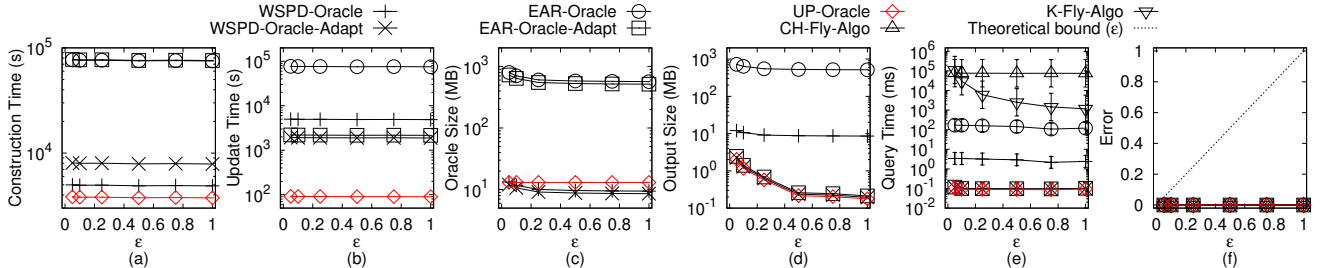 WSPD-Oracle
WSPD-Oracle-Adapt
EAR-Oracle
EAR-Oracle-Adapt
UP-Oracle
CH-Fly-Algo
K-Fly-Algo
Theoretical bound (ε)
Construction Time (s)
10^5
10^4
0 0.2 0.4 0.6 0.8 1
ε
(a)
Update Time (s)
10^5
10^4
10^3
10^2
0 0.2 0.4 0.6 0.8 1
ε
(b)
Oracle Size (MB)
10^3
10^2
10^1
0 0.2 0.4 0.6 0.8 1
ε
(c)
Output Size (MB)
10^3
10^2
10^1
10^0
10^-1
0 0.2 0.4 0.6 0.8 1
ε
(d)
Query Time (ms)
10^6
10^5
10^4
10^3
10^2
10^1
10^0
10^-1
10^-2
0 0.2 0.4 0.6 0.8 1
ε
(e)
Error
1
0.8
0.6
0.4
0.2
0
0 0.2 0.4 0.6 0.8 1
ε
(f)